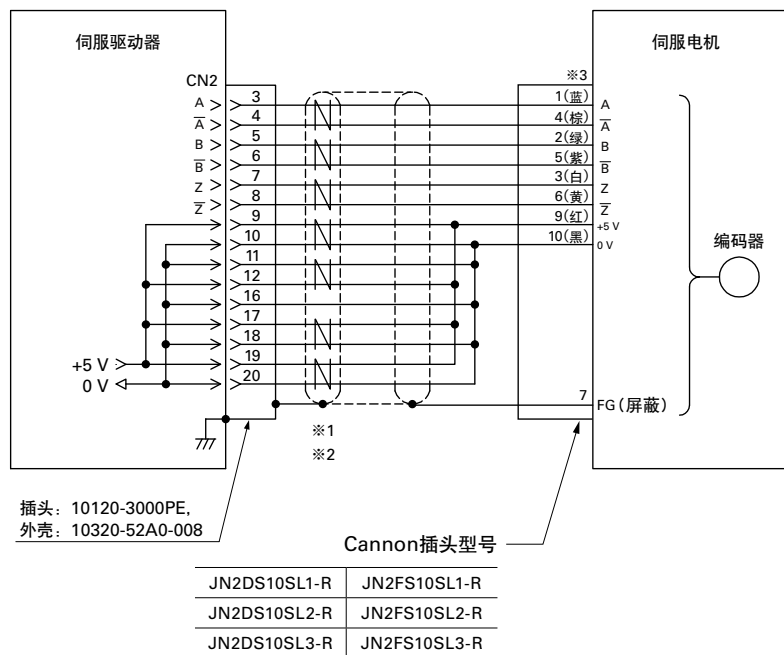 伺服驱动器
伺服电机
CN2
※3
A 3 1(蓝) A
A̅ 4 4(棕) A̅
B 5 2(绿) B
B̅ 6 5(紫) B̅
Z 7 3(白) Z
Z̅ 8 6(黄) Z̅
9 9(红) +5 V
10 10(黑) 0 V
编码器
11
12
16
17
18
+5 V 19
0 V 20
7 FG(屏蔽)
※1
※2
插头：10120-3000PE,
外壳：10320-52A0-008
Cannon插头型号
JN2DS10SL1-R JN2FS10SL1-R
JN2DS10SL2-R JN2FS10SL2-R
JN2DS10SL3-R JN2FS10SL3-R